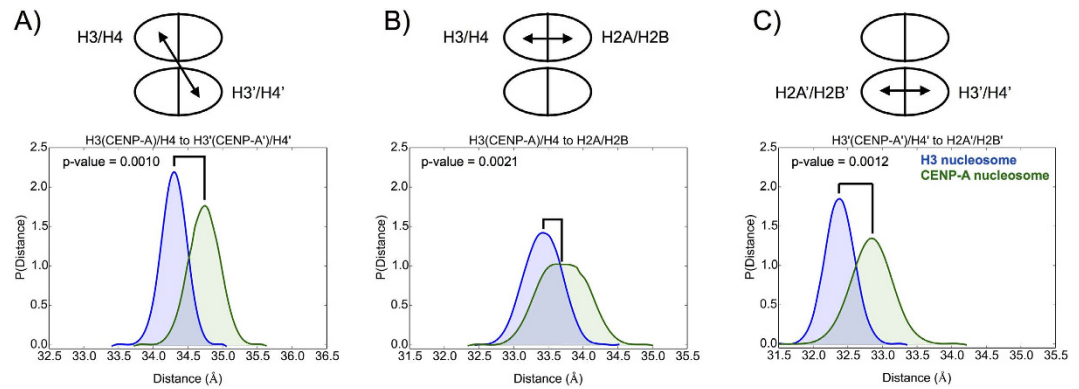 A)
H3/H4
H3'/H4'
H3(CENP-A)/H4 to H3'(CENP-A')/H4'
p-value = 0.0010
P(Distance)
2.5
2.0
1.5
1.0
0.5
0.0
32.5 33.0 33.5 34.0 34.5 35.0 35.5 36.0 36.5
Distance (Å)
B)
H3/H4 H2A/H2B
H3(CENP-A)/H4 to H2A/H2B
p-value = 0.0021
P(Distance)
2.5
2.0
1.5
1.0
0.5
0.0
31.5 32.0 32.5 33.0 33.5 34.0 34.5 35.0 35.5
Distance (Å)
C)
H2A'/H2B' H3'/H4'
H3'(CENP-A')/H4' to H2A'/H2B'
p-value = 0.0012
H3 nucleosome
CENP-A nucleosome
P(Distance)
2.5
2.0
1.5
1.0
0.5
0.0
31.5 32.0 32.5 33.0 33.5 34.0 34.5 35.0 35.5
Distance (Å)